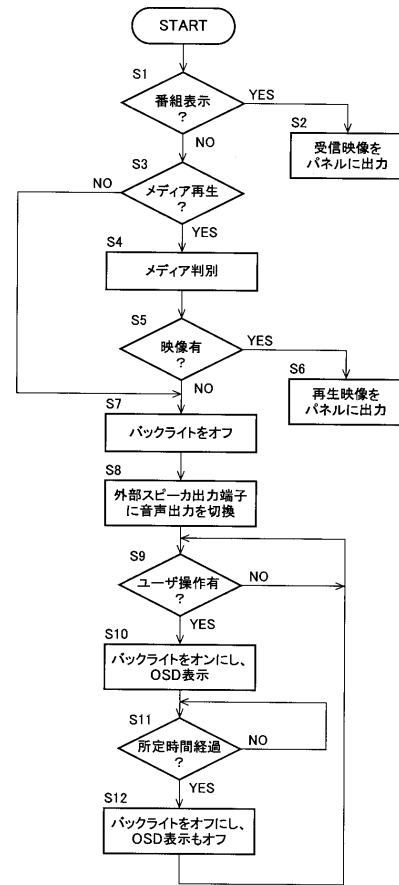 START
S1
番組表示
?
YES
NO
S2
受信映像を
パネルに出力
S3
メディア再生
?
NO
YES
S4
メディア判別
S5
映像有
?
YES
NO
S6
再生映像を
パネルに出力
S7
バックライトをオフ
S8
外部スピーカ出力端子
に音声出力を切換
S9
ユーザ操作有
?
NO
YES
S10
バックライトをオンにし、
OSD表示
S11
所定時間経過
?
NO
YES
S12
バックライトをオフにし、
OSD表示もオフ